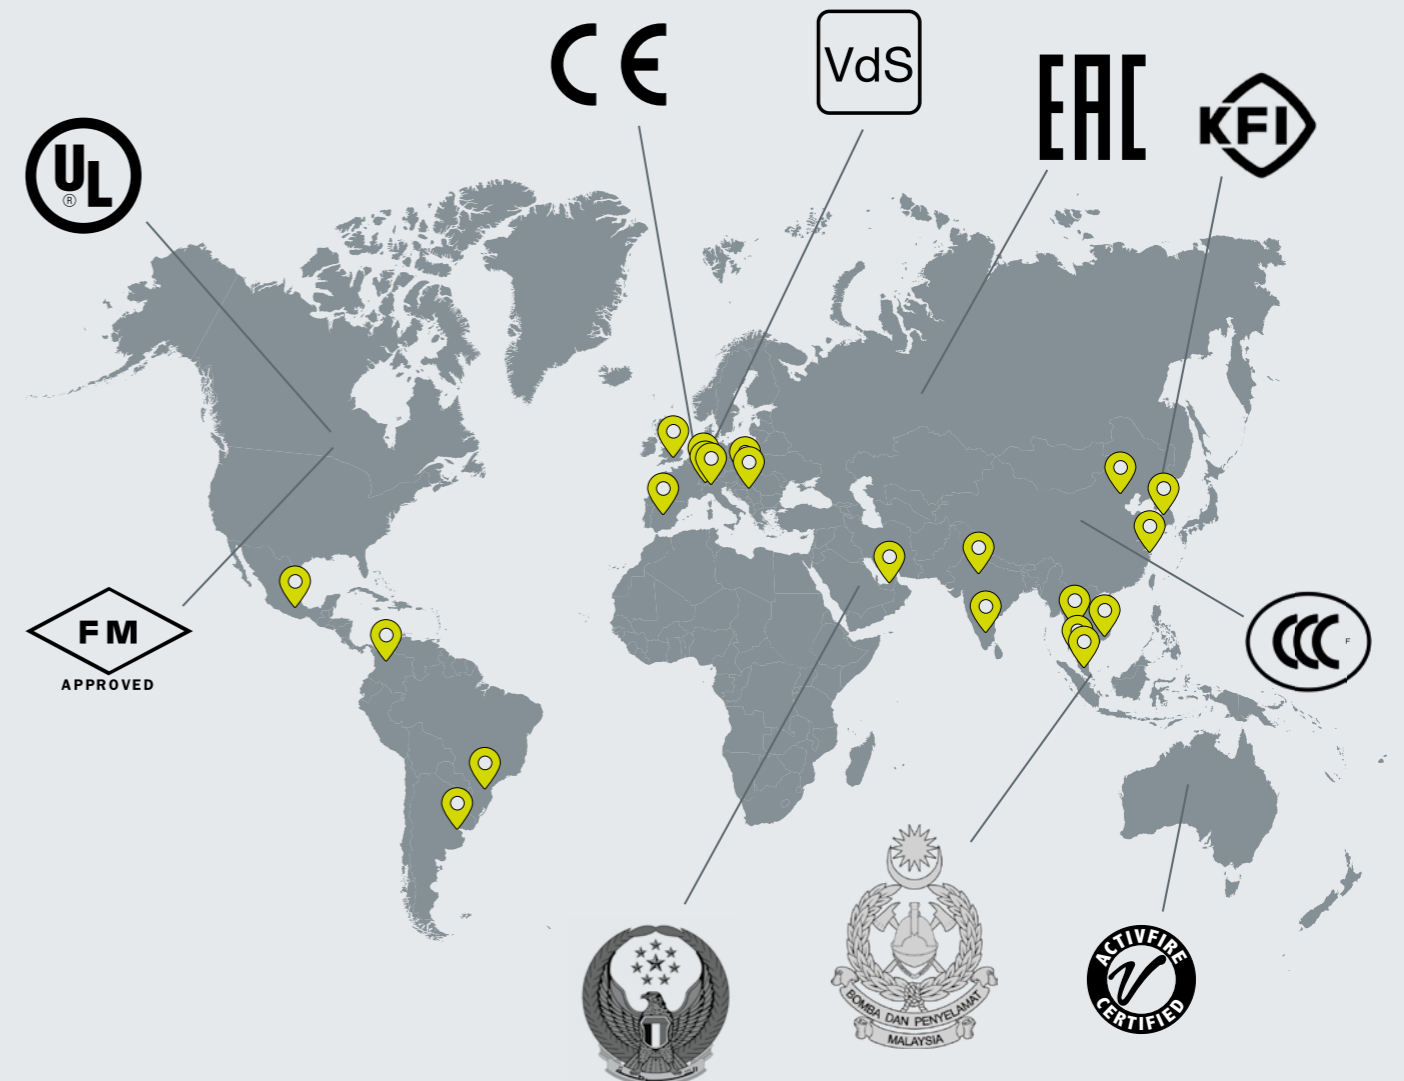 CE
VdS
EAC
KFI
UL
®
FM
APPROVED
CCC
F
BOMBA DAN PENYELAMAT
MALAYSIA
ACTIVFIRE
CERTIFIED